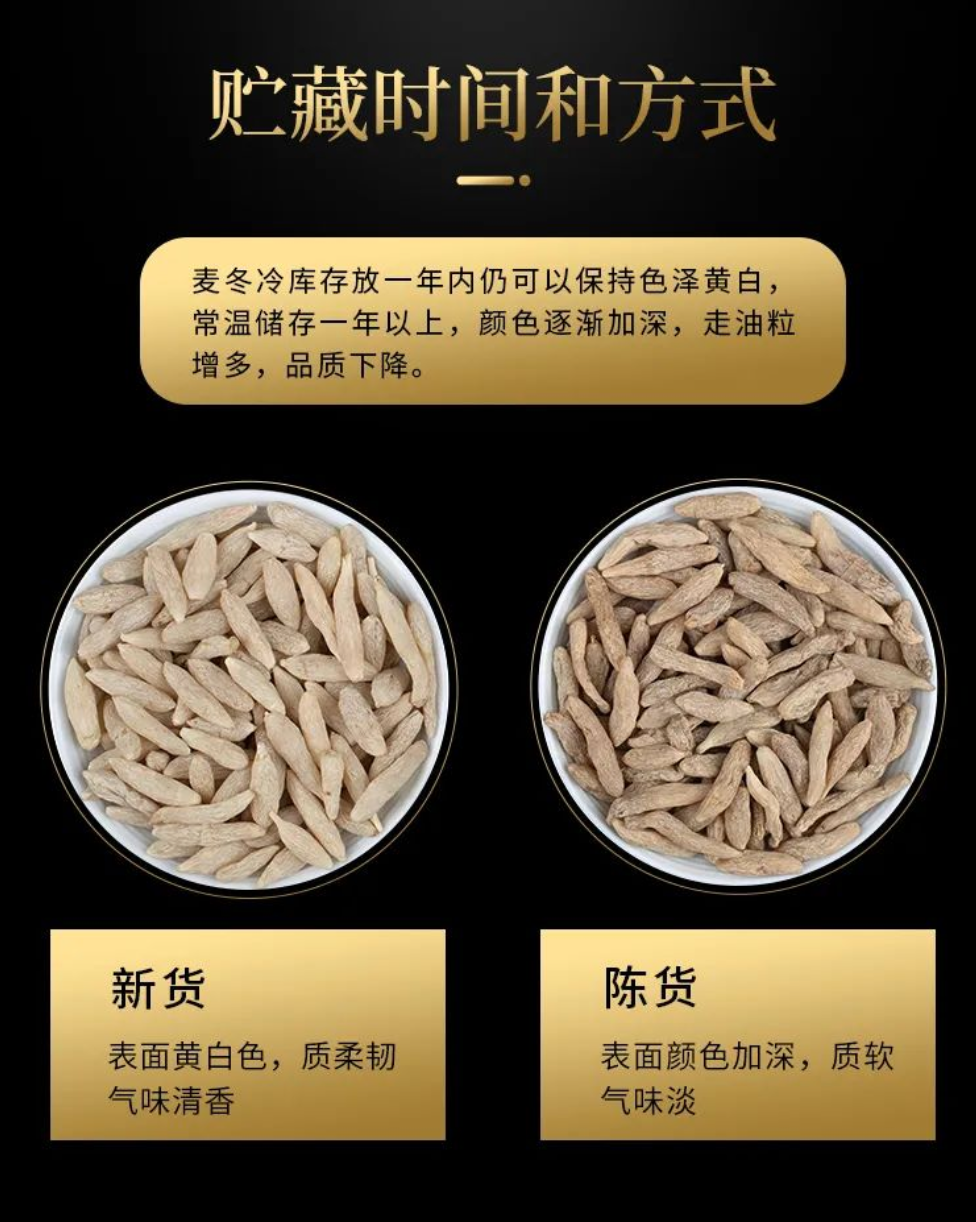 贮藏时间和方式
麦冬冷库存放一年内仍可以保持色泽黄白，
常温储存一年以上，颜色逐渐加深，走油粒
增多，品质下降。
新货
表面黄白色，质柔韧
气味清香
陈货
表面颜色加深，质软
气味淡